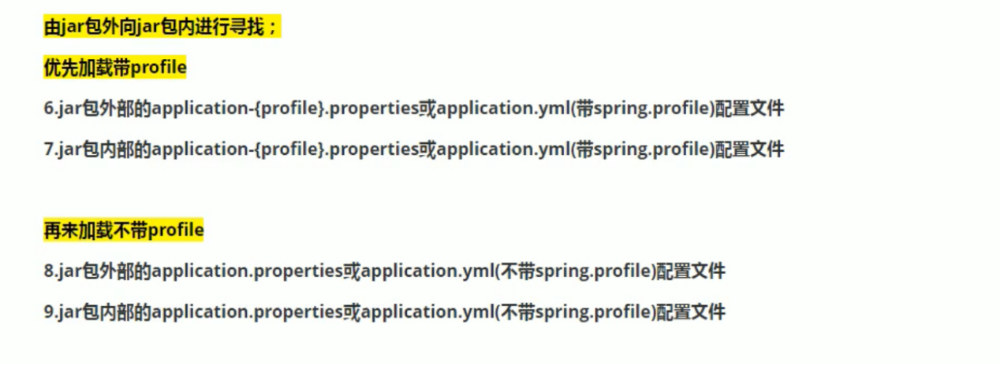 由jar包外向jar包内进行寻找；
优先加载带profile
6.jar包外部的application-{profile}.properties或application.yml(带spring.profile)配置文件
7.jar包内部的application-{profile}.properties或application.yml(带spring.profile)配置文件
再来加载不带profile
8.jar包外部的application.properties或application.yml(不带spring.profile)配置文件
9.jar包内部的application.properties或application.yml(不带spring.profile)配置文件